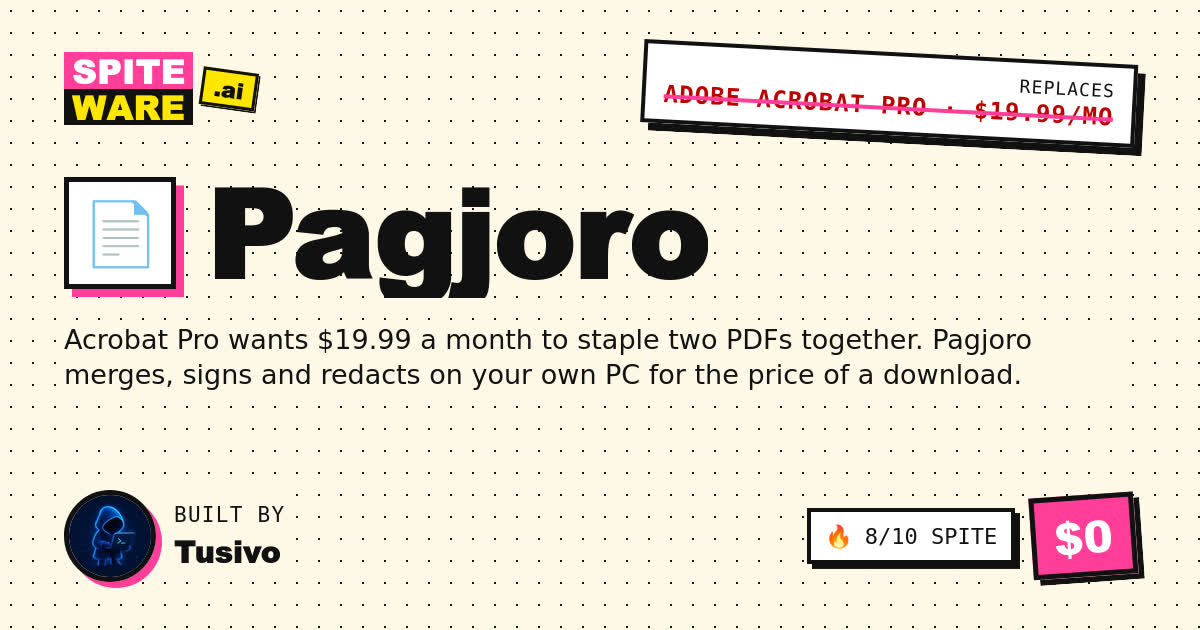 SPITE
WARE
.ai
REPLACES
ADOBE ACROBAT PRO · $19.99/MO
Pagjoro
Acrobat Pro wants $19.99 a month to staple two PDFs together. Pagjoro
merges, signs and redacts on your own PC for the price of a download.
BUILT BY
Tusivo
🔥 8/10 SPITE
$0